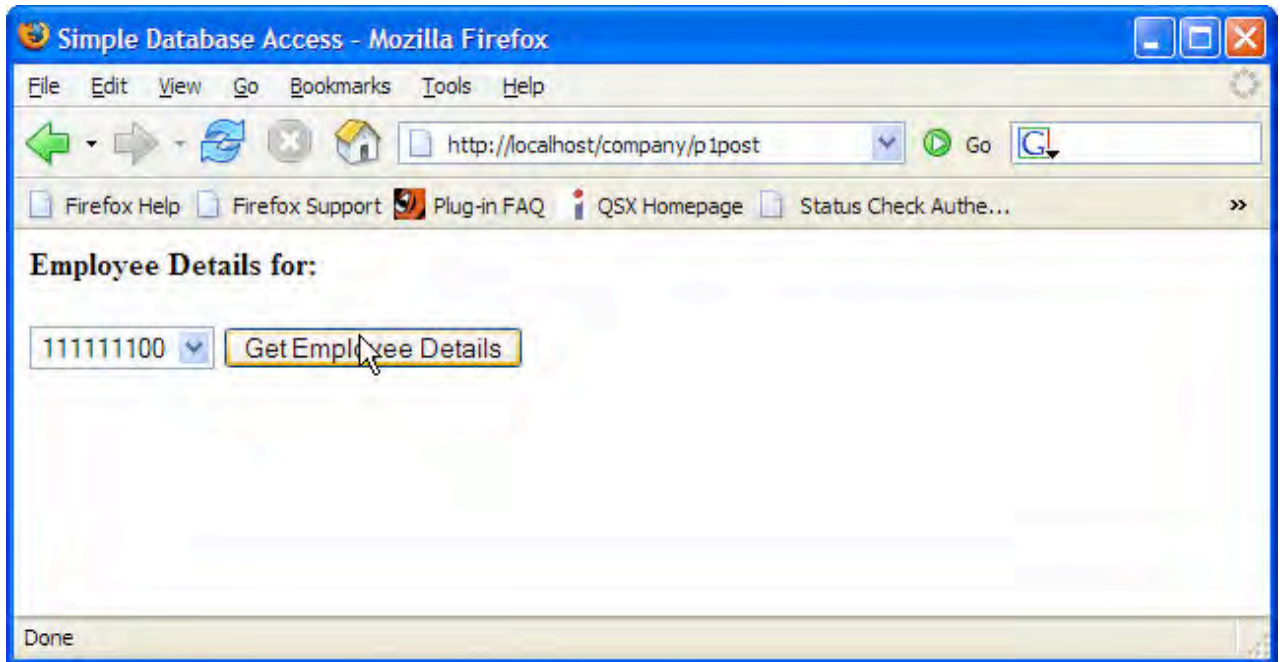 Simple Database Access - Mozilla Firefox
File Edit View Go Bookmarks Tools Help
http://localhost/company/p1post Go G
Firefox Help Firefox Support Plug-in FAQ QSX Homepage Status Check Authe... »
Employee Details for:
111111100 Get Employee Details
Done